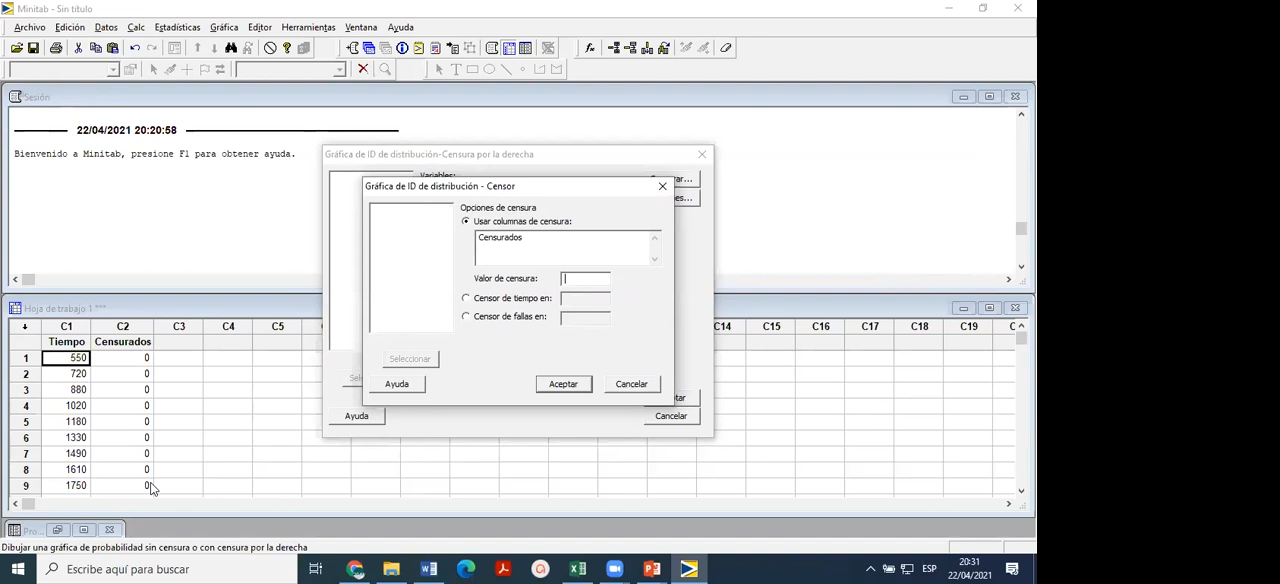 Minitab - Sin título
Archivo Edición Datos Calc Estadísticas Gráfica Editor Herramientas Ventana Ayuda
Sesión
22/04/2021 20:20:58
Bienvenido a Minitab, presione F1 para obtener ayuda.
Gráfica de ID de distribución-Censura por la derecha
Variables:
Gráfica de ID de distribución - Censor
Opciones de censura
Usar columnas de censura:
Censurados
Valor de censura:
Censor de tiempo en:
Censor de fallas en:
Seleccionar
Ayuda Aceptar Cancelar
Ayuda Cancelar
Hoja de trabajo 1 ***
C1 C2 C3 C4 C5 C14 C15 C16 C17 C18 C19
Tiempo Censurados
1 550 0
2 720 0
3 880 0
4 1020 0
5 1180 0
6 1330 0
7 1490 0
8 1610 0
9 1750 0
Pro...
Dibujar una gráfica de probabilidad sin censura o con censura por la derecha
Escribe aquí para buscar
ESP
20:31
22/04/2021